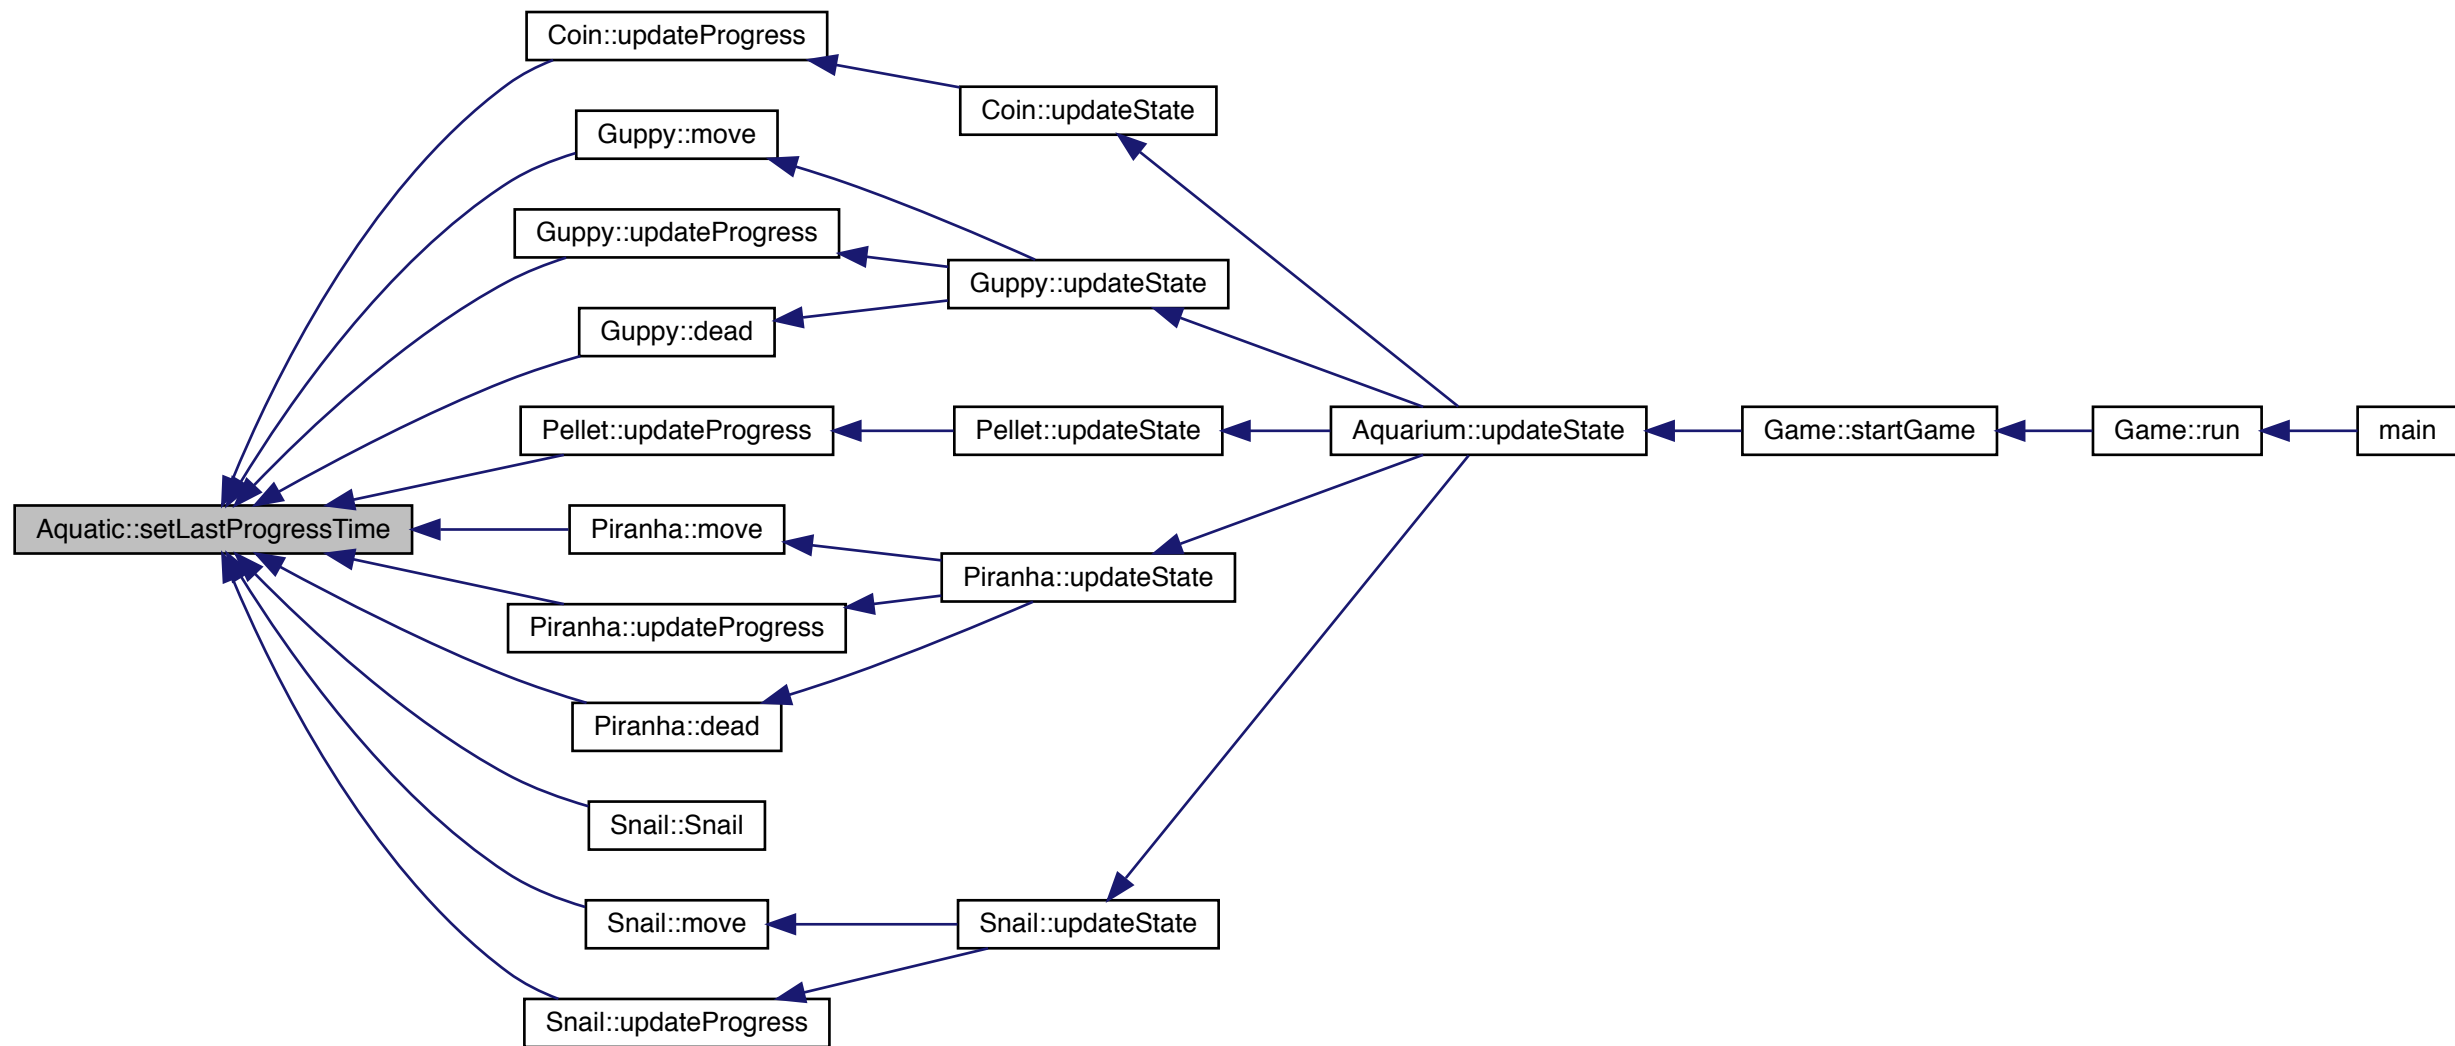 Coin::updateProgress
Coin::updateState
Guppy::move
Guppy::updateProgress
Guppy::updateState
Guppy::dead
Pellet::updateProgress
Pellet::updateState
Aquarium::updateState
Game::startGame
Game::run
main
Aquatic::setLastProgressTime
Piranha::move
Piranha::updateState
Piranha::updateProgress
Piranha::dead
Snail::Snail
Snail::move
Snail::updateState
Snail::updateProgress